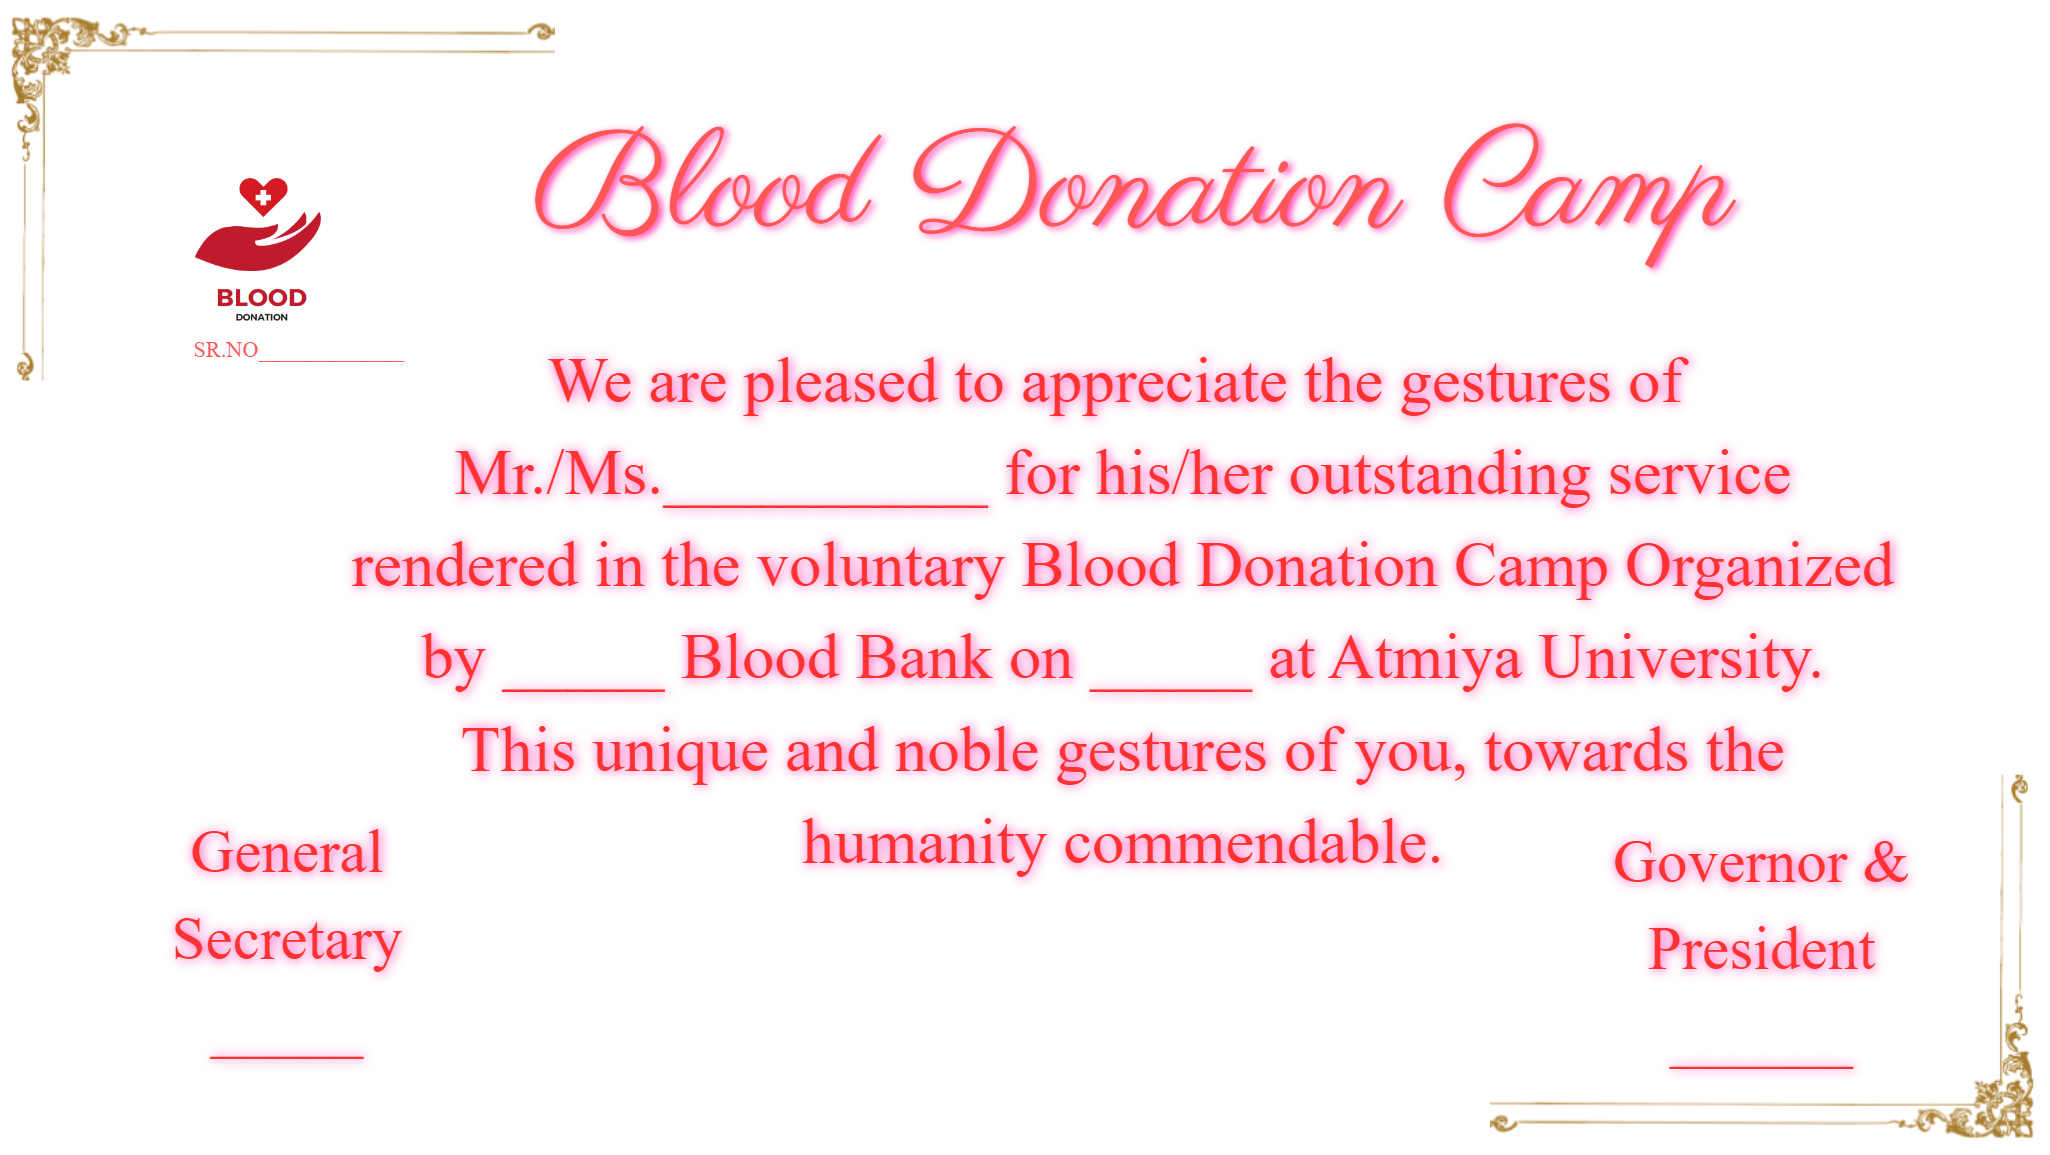 Blood Donation Camp
BLOOD
DONATION
SR.NO_____________
We are pleased to appreciate the gestures of
Mr./Ms.__________ for his/her outstanding service
rendered in the voluntary Blood Donation Camp Organized
by _____ Blood Bank on _____ at Atmiya University.
This unique and noble gestures of you, towards the
humanity commendable.
General
Secretary
_____
Governor &
President
______